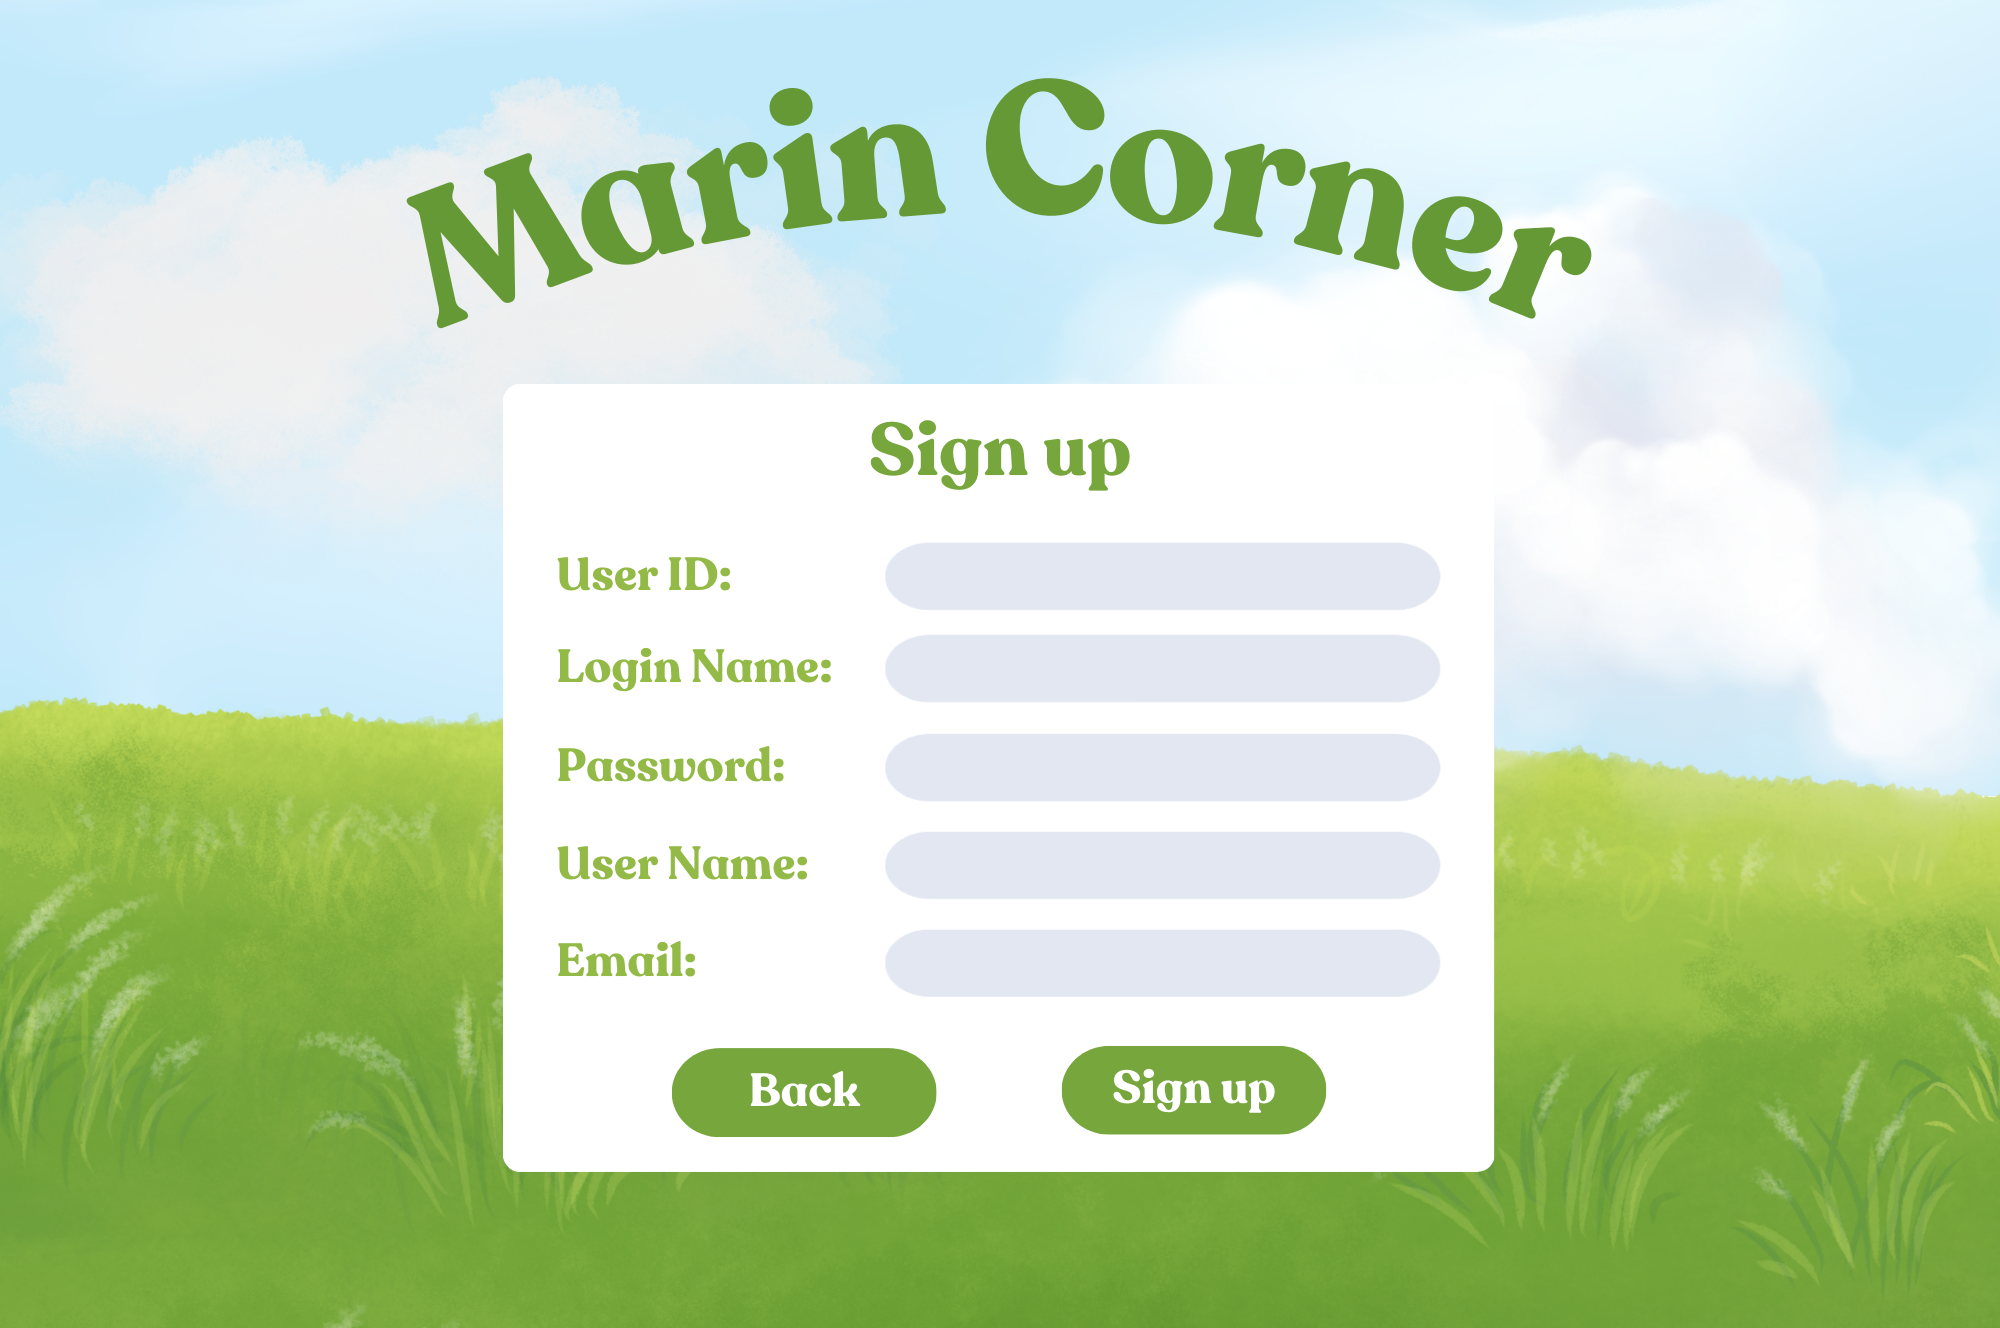 Marin Corner
Sign up
User ID:
Login Name:
Password:
User Name:
Email:
Back
Sign up